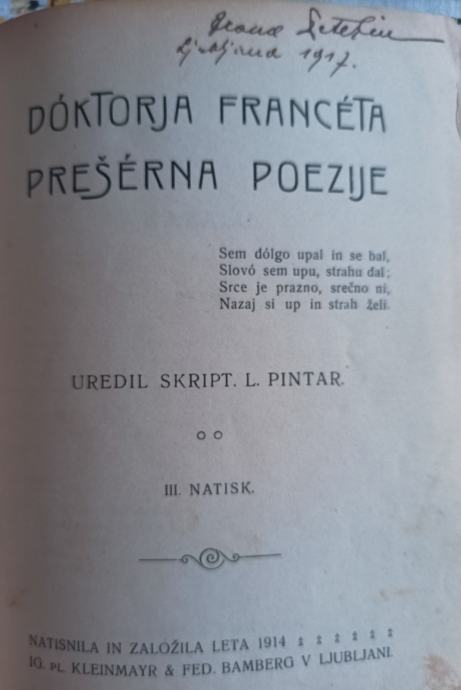 Ljubljana 1917.
DÓKTORJA FRANCÉTA
PREŠÉRNA POEZIJE
Sem dólgo upal in se bal,
Slovó sem upu, strahu dal;
Srce je prazno, srečno ni,
Nazaj si up in strah želi.
UREDIL SKRIPT. L. PINTAR.
III. NATISK.
NATISNILA IN ZALOŽILA LETA 1914
IG. PL. KLEINMAYR & FED. BAMBERG V LJUBLJANI.